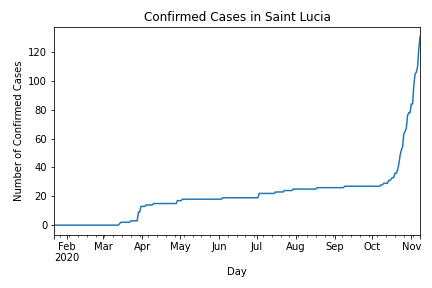 Confirmed Cases in Saint Lucia
Number of Confirmed Cases
120
100
80
60
40
20
0
Feb Mar Apr May Jun Jul Aug Sep Oct Nov
2020
Day